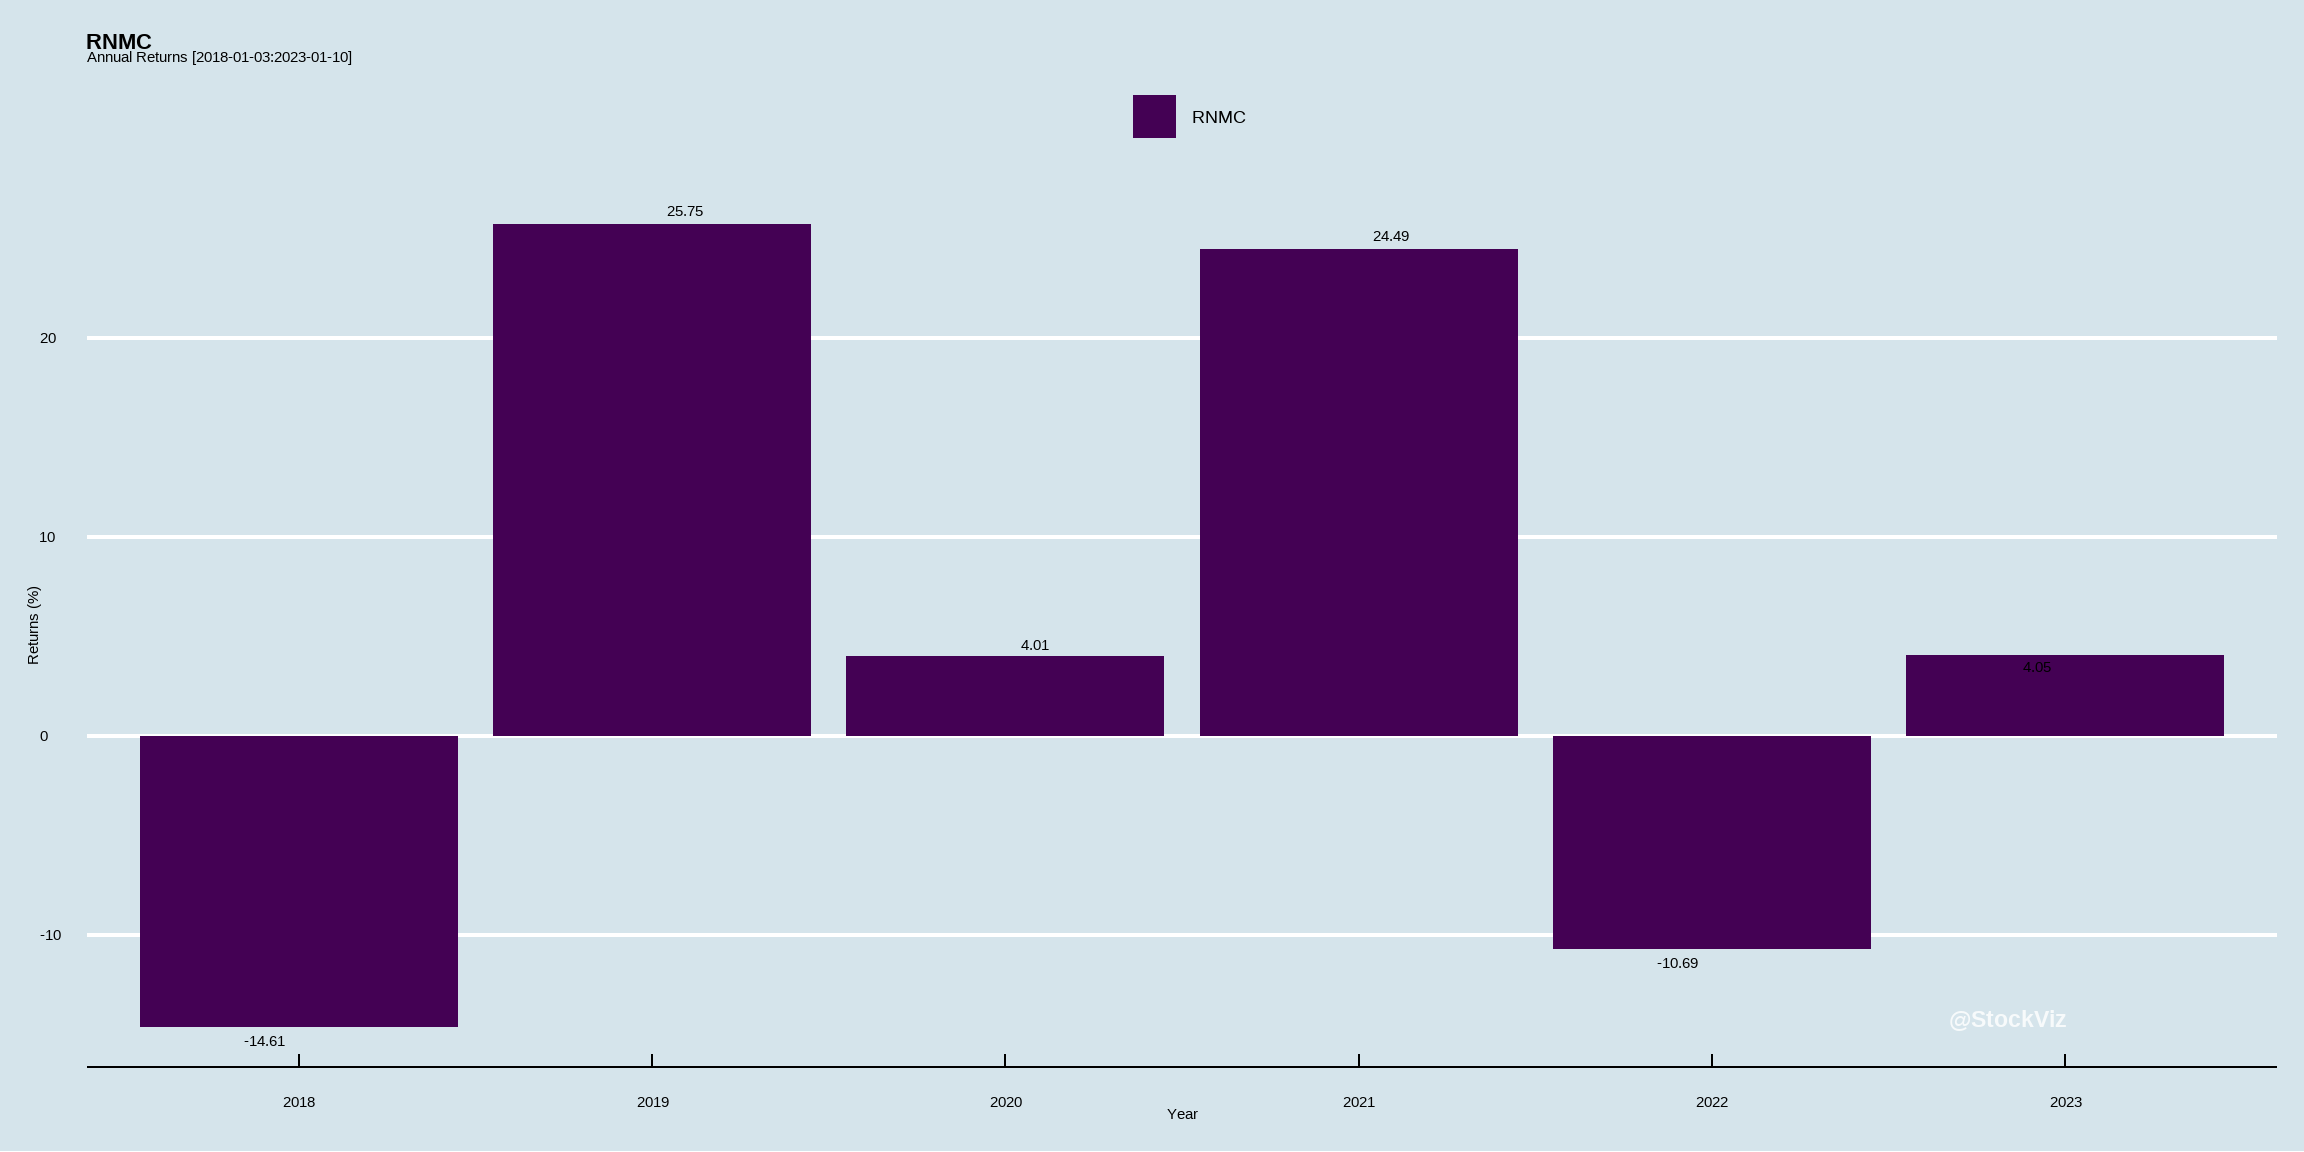 RNMC
Annual Returns [2018-01-03:2023-01-10]
RNMC
25.75
24.49
20
10
Returns (%)
4.01
4.05
0
-10
-10.69
@StockViz
-14.61
2018 2019 2020 2021 2022 2023
Year